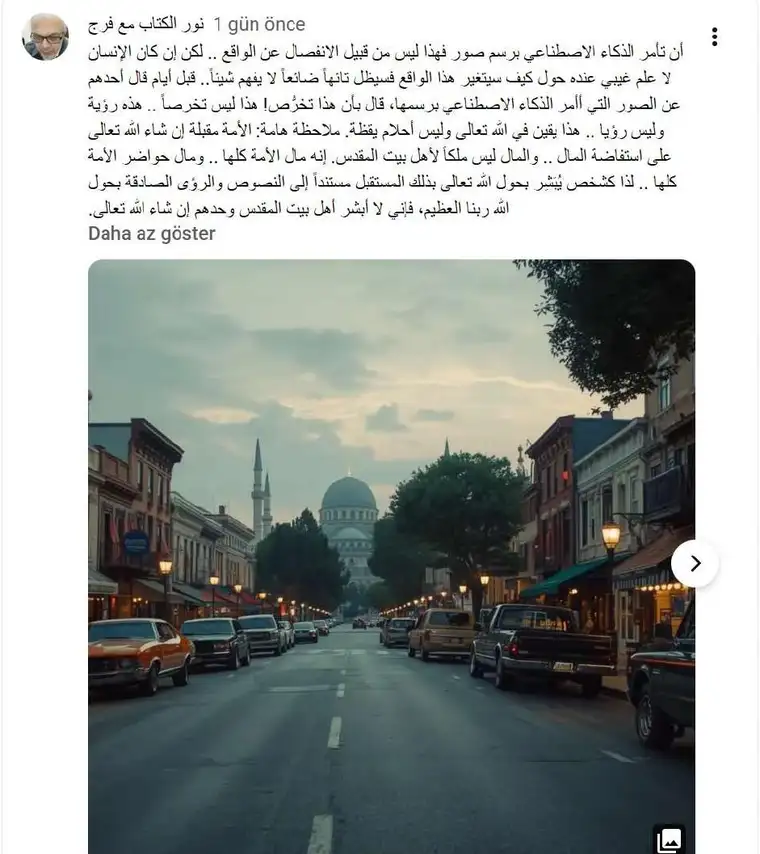 نور الكتاب مع فرج 1 gün önce
أن تأمر الذكاء الاصطناعي برسم صور فهذا ليس من قبيل الانفصال عن الواقع .. لكن إن كان الإنسان
لا علم غيبي عنده حول كيف سيتغير هذا الواقع فسيظل تائهاً ضائعاً لا يفهم شيئاً.. قبل أيام قال أحدهم
عن الصور التي أأمر الذكاء الاصطناعي برسمها، قال بأن هذا تخرُّص! هذا ليس تخرصاً .. هذه رؤية
وليس رؤيا .. هذا يقين في الله تعالى وليس أحلام يقظة. ملاحظة هامة: الأمة مقبلة إن شاء الله تعالى
على استفاضة المال .. والمال ليس ملكاً لأهل بيت المقدس. إنه مال الأمة كلها .. ومال حواضر الأمة
كلها .. لذا كشخص يُبَشِر بحول الله تعالى بذلك المستقبل مستنداً إلى النصوص والرؤى الصادقة بحول
الله ربنا العظيم، فإني لا أبشر أهل بيت المقدس وحدهم إن شاء الله تعالى.
Daha az göster